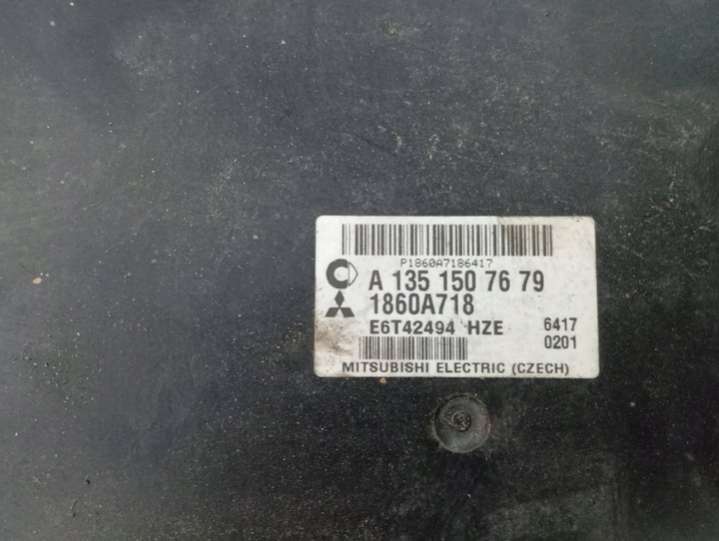 P1860A7186417
A 135 150 76 79
1860A718
E6T42494 HZE 6417
0201
MITSUBISHI ELECTRIC (CZECH)